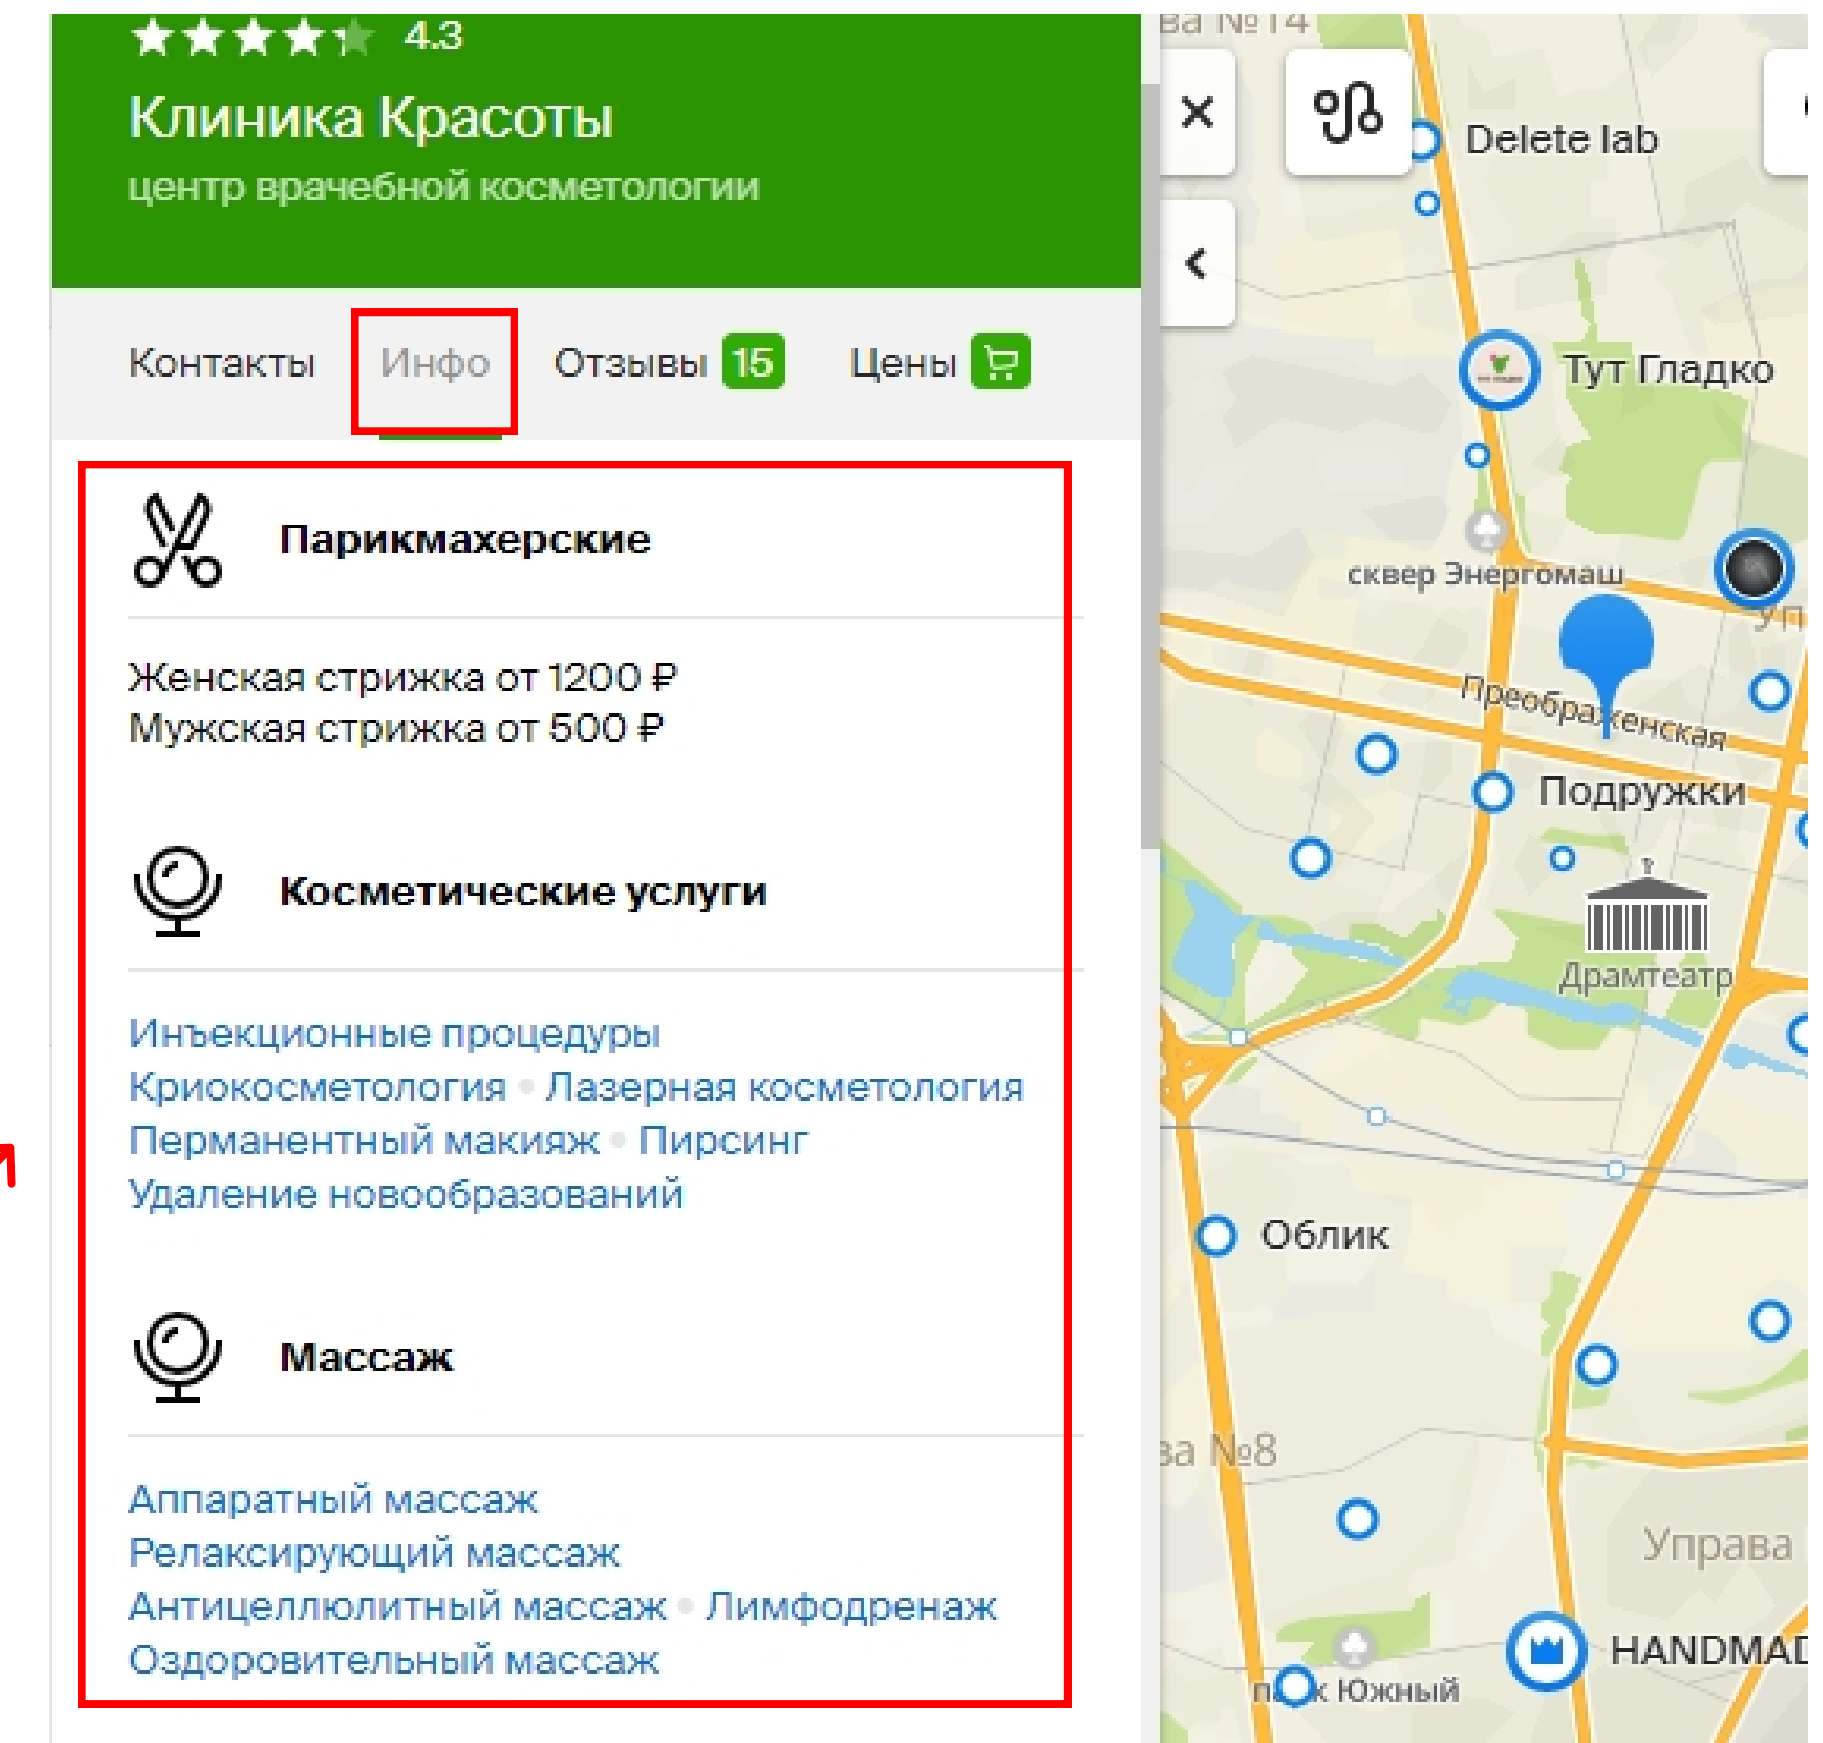 4.3
Клиника Красоты
центр врачебной косметологии
Контакты Инфо Отзывы 15 Цены
Парикмахерские
Женская стрижка от 1200 ₽
Мужская стрижка от 500 ₽
Косметические услуги
Инъекционные процедуры
Криокосметология • Лазерная косметология
Перманентный макияж • Пирсинг
Удаление новообразований
Массаж
Аппаратный массаж
Релаксирующий массаж
Антицеллюлитный массаж • Лимфодренаж
Оздоровительный массаж
№14
Delete lab
Тут Гладко
сквер Энергомаш
Преображенская
Подружки
Драмтеатр
Облик
№8
Управа
HANDMAD
Южный